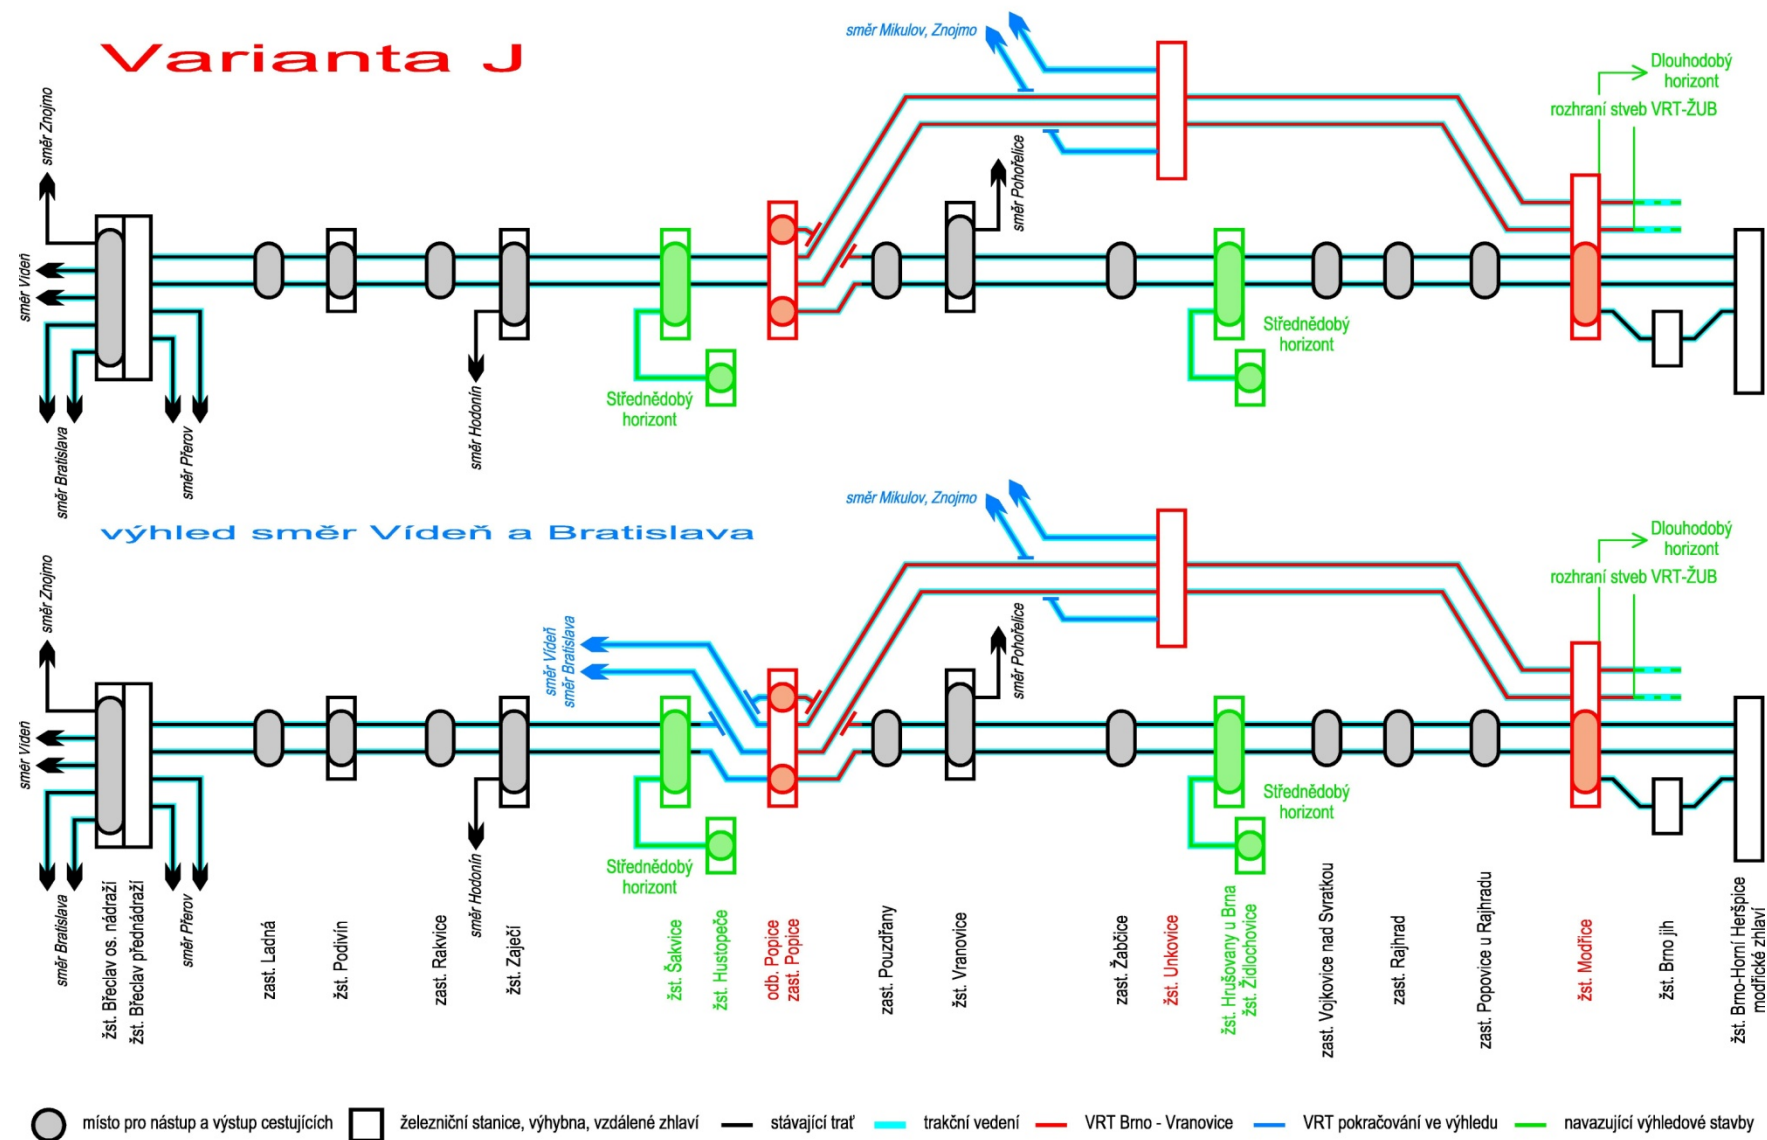 Varianta J
směr Mikulov, Znojmo
Dlouhodobý
horizont
rozhraní stveb VRT-ŽUB
směr Znojmo
směr Pohořelice
směr Vídeň
Střednědobý
horizont
Střednědobý
horizont
směr Bratislava
směr Přerov
směr Hodonín
výhled směr Vídeň a Bratislava
směr Mikulov, Znojmo
Dlouhodobý
horizont
rozhraní stveb VRT-ŽUB
směr Znojmo
směr Vídeň
směr Bratislava
směr Pohořelice
směr Vídeň
Střednědobý
horizont
Střednědobý
horizont
směr Bratislava
směr Přerov
směr Hodonín
žst. Břeclav os. nádraží
žst. Břeclav přednádraží
zast. Ladná
žst. Podivín
zast. Rakvice
žst. Zaječí
žst. Šakvice
žst. Hustopeče
odb. Popice
zast. Popice
zast. Pouzdřany
žst. Vranovice
zast. Žabčice
žst. Unkovice
žst. Hrušovany u Brna
žst. Židlochovice
zast. Vojkovice nad Svratkou
zast. Rajhrad
zast. Popovice u Rajhradu
žst. Modřice
žst. Brno jih
žst. Brno-Horní Heršpice
modřické zhlaví
místo pro nástup a výstup cestujících
železniční stanice, výhybna, vzdálené zhlaví
stávající trať
trakční vedení
VRT Brno - Vranovice
VRT pokračování ve výhledu
navazující výhledové stavby